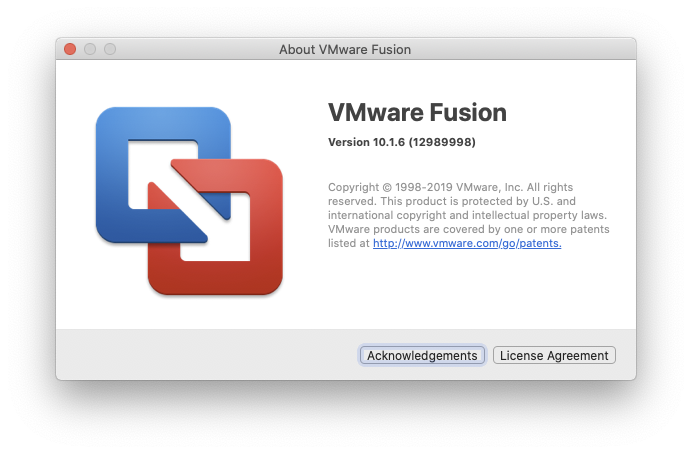 About VMware Fusion
VMware Fusion
Version 10.1.6 (12989998)
Copyright © 1998-2019 VMware, Inc. All rights
reserved. This product is protected by U.S. and
international copyright and intellectual property laws.
VMware products are covered by one or more patents
listed at http://www.vmware.com/go/patents.
Acknowledgements
License Agreement